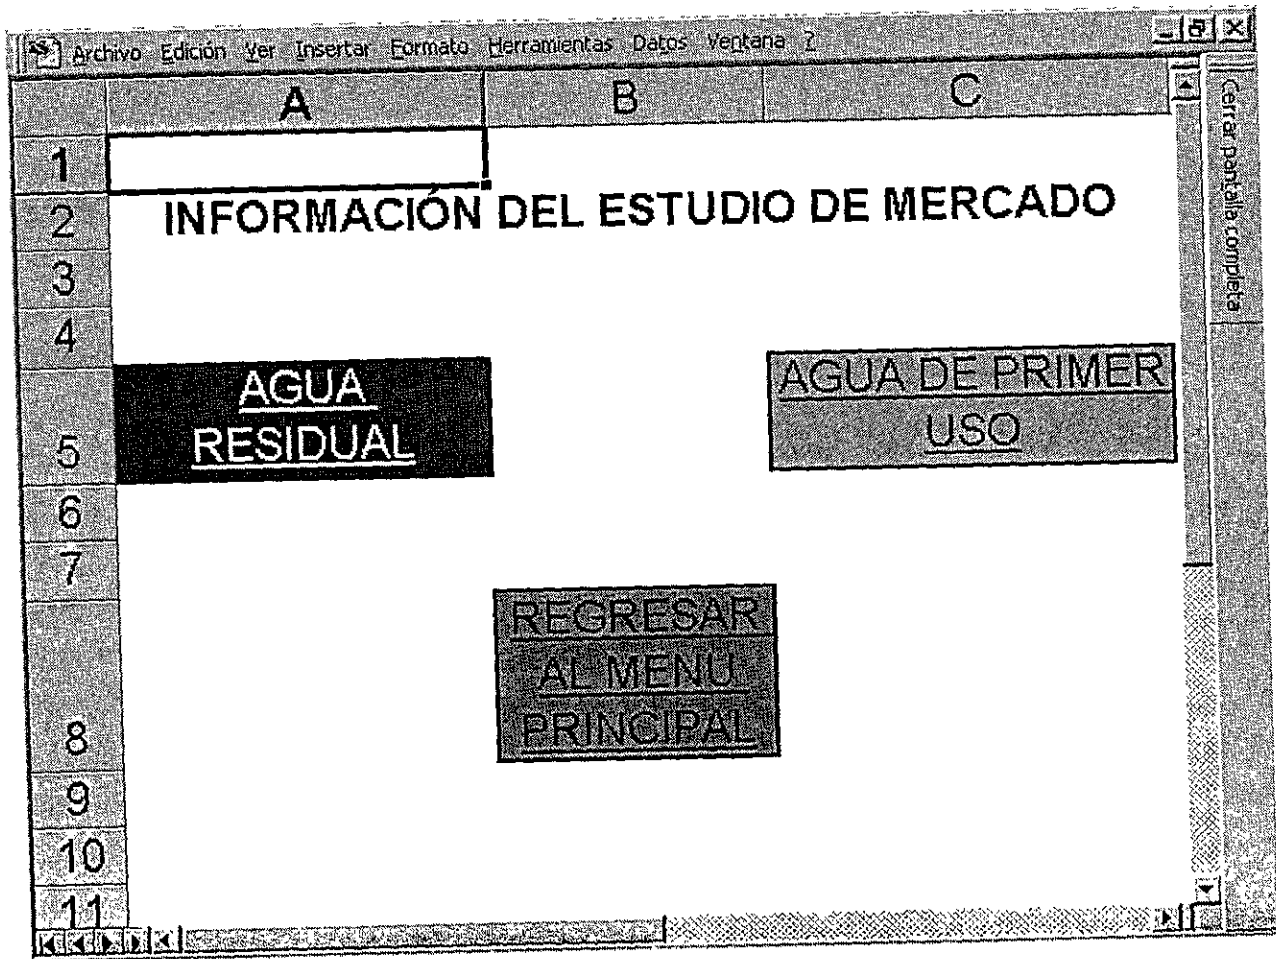 Archivo Edición Ver Insertar Formato Herramientas Datos Ventana ?
A B C
Cerrar pantalla completa
1
2 INFORMACIÓN DEL ESTUDIO DE MERCADO
3
4
AGUA
RESIDUAL
AGUA DE PRIMER
USO
5
6
7
REGRESAR
AL MENU
PRINCIPAL
8
9
10
11